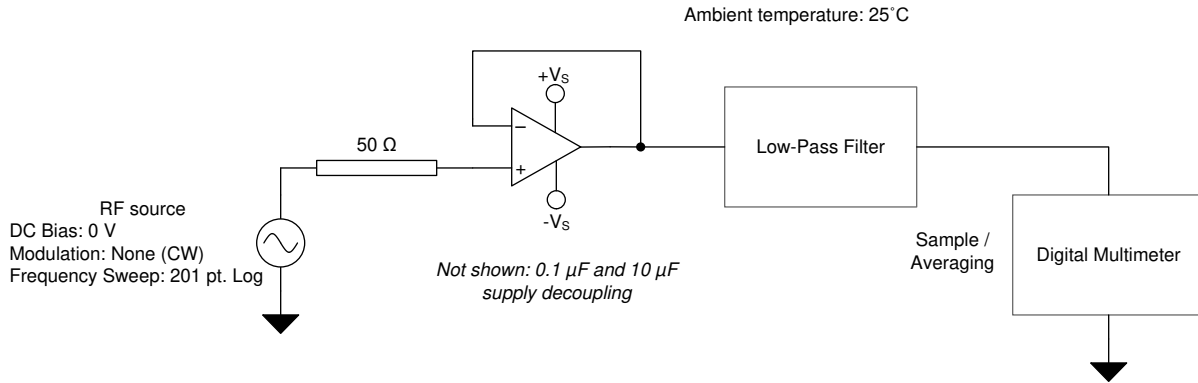 Ambient temperature: 25˚C
+VS
−
50 Ω
+
Low-Pass Filter
-VS
RF source
DC Bias: 0 V
Modulation: None (CW)
Frequency Sweep: 201 pt. Log
Not shown: 0.1 µF and 10 µF
supply decoupling
Sample /
Averaging
Digital Multimeter